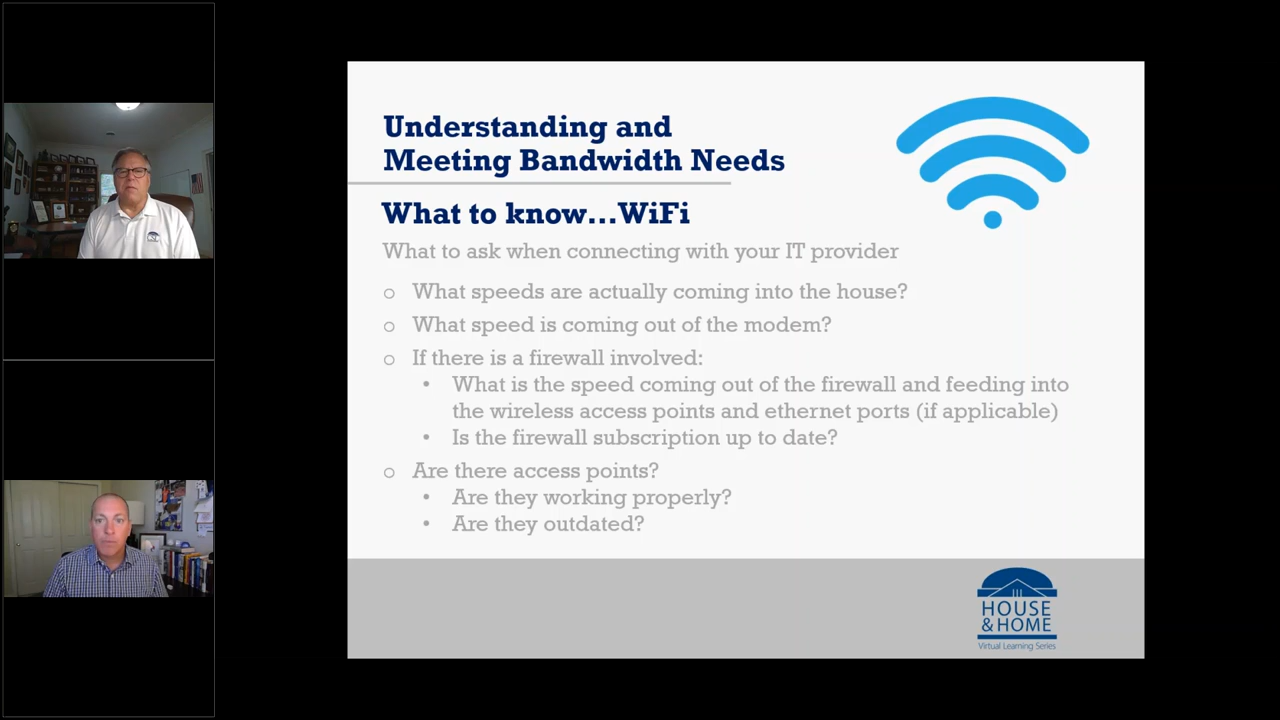 Understanding and
Meeting Bandwidth Needs
What to know...WiFi
What to ask when connecting with your IT provider
o What speeds are actually coming into the house?
o What speed is coming out of the modem?
o If there is a firewall involved:
• What is the speed coming out of the firewall and feeding into
the wireless access points and ethernet ports (if applicable)
• Is the firewall subscription up to date?
o Are there access points?
• Are they working properly?
• Are they outdated?
HOUSE
& HOME
Virtual Learning Series